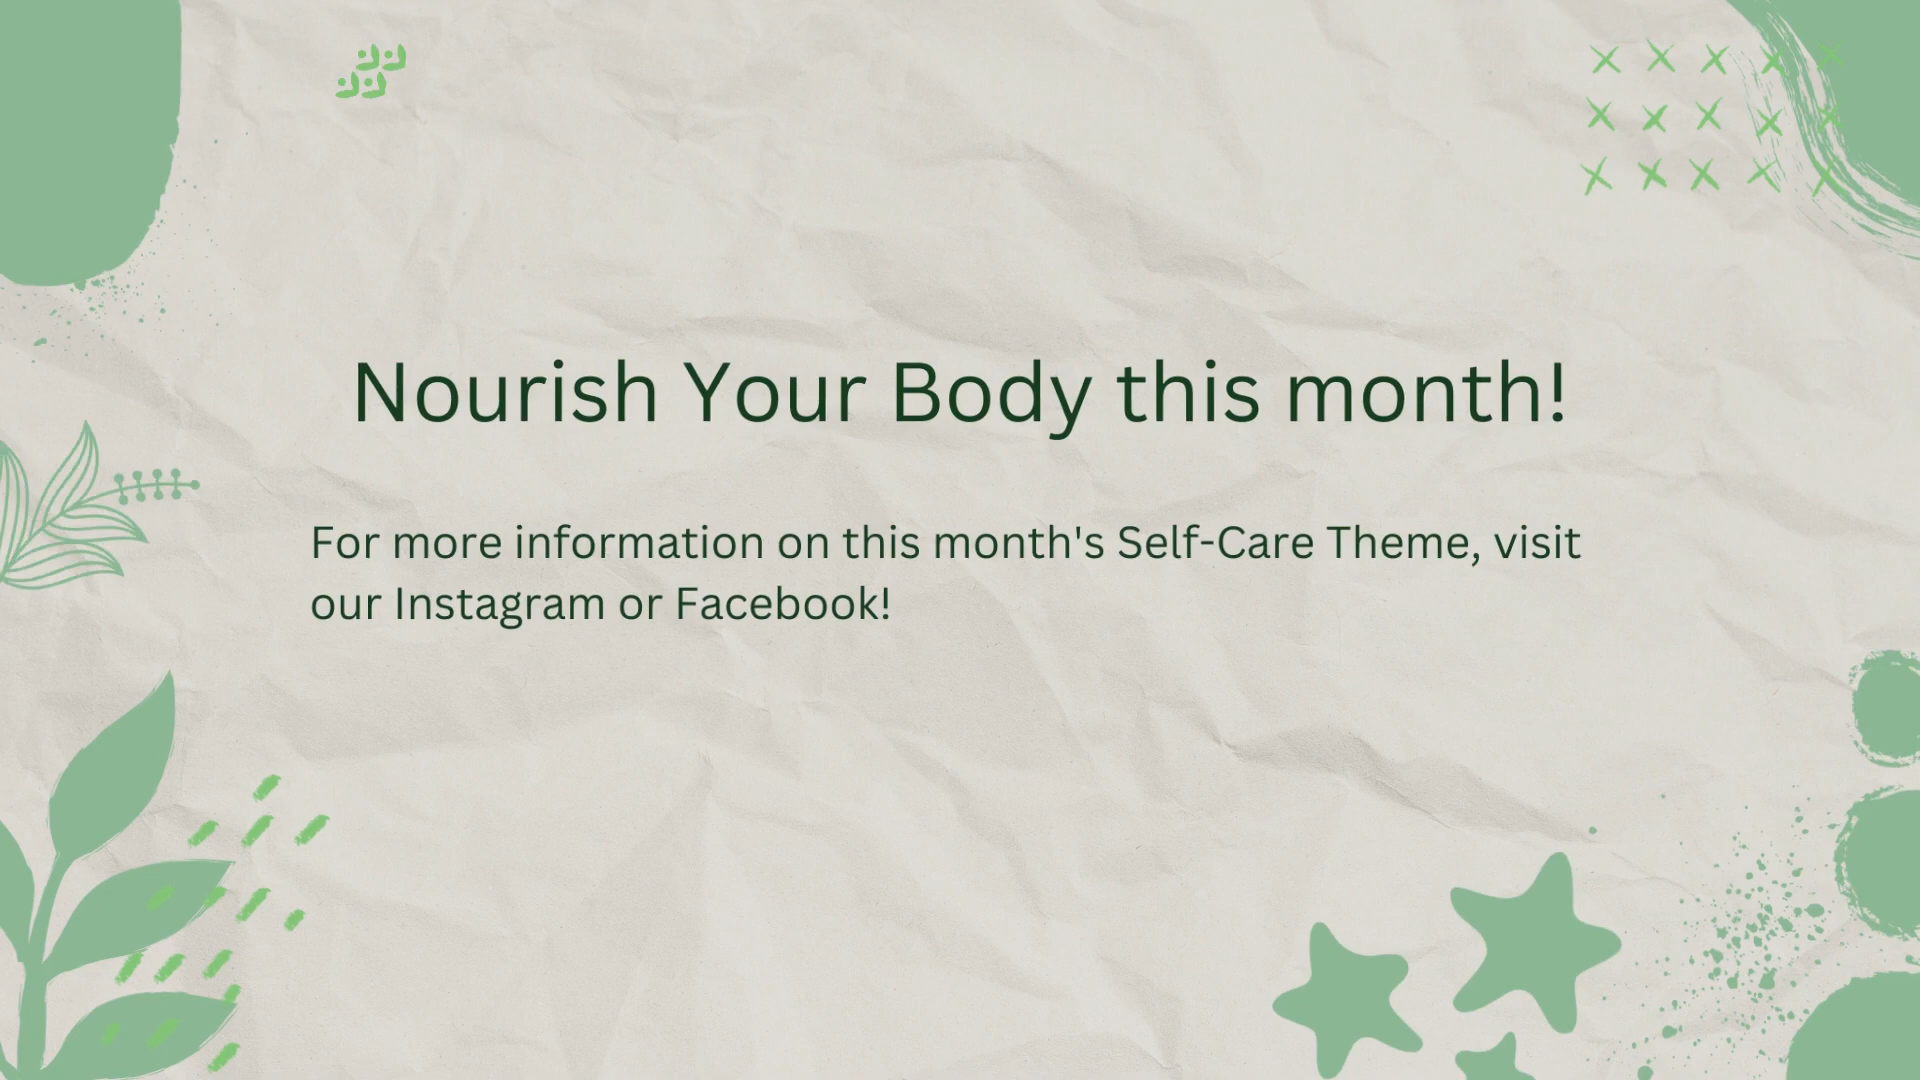 Nourish Your Body this month!
For more information on this month's Self-Care Theme, visit
our Instagram or Facebook!